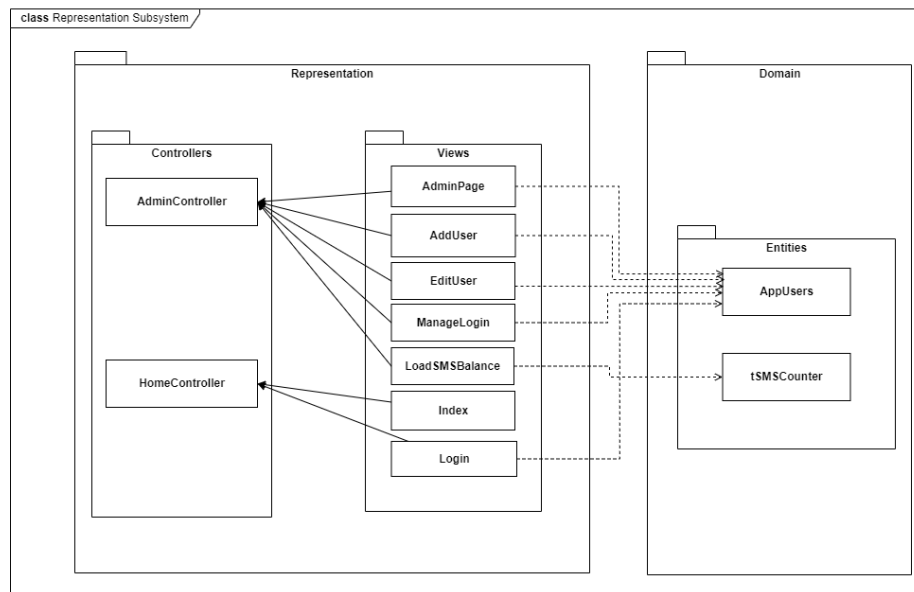 class Representation Subsystem
Representation
Domain
Controllers
Views
AdminController
AdminPage
AddUser
EditUser
ManageLogin
LoadSMSBalance
HomeController
Index
Login
Entities
AppUsers
tSMSCounter